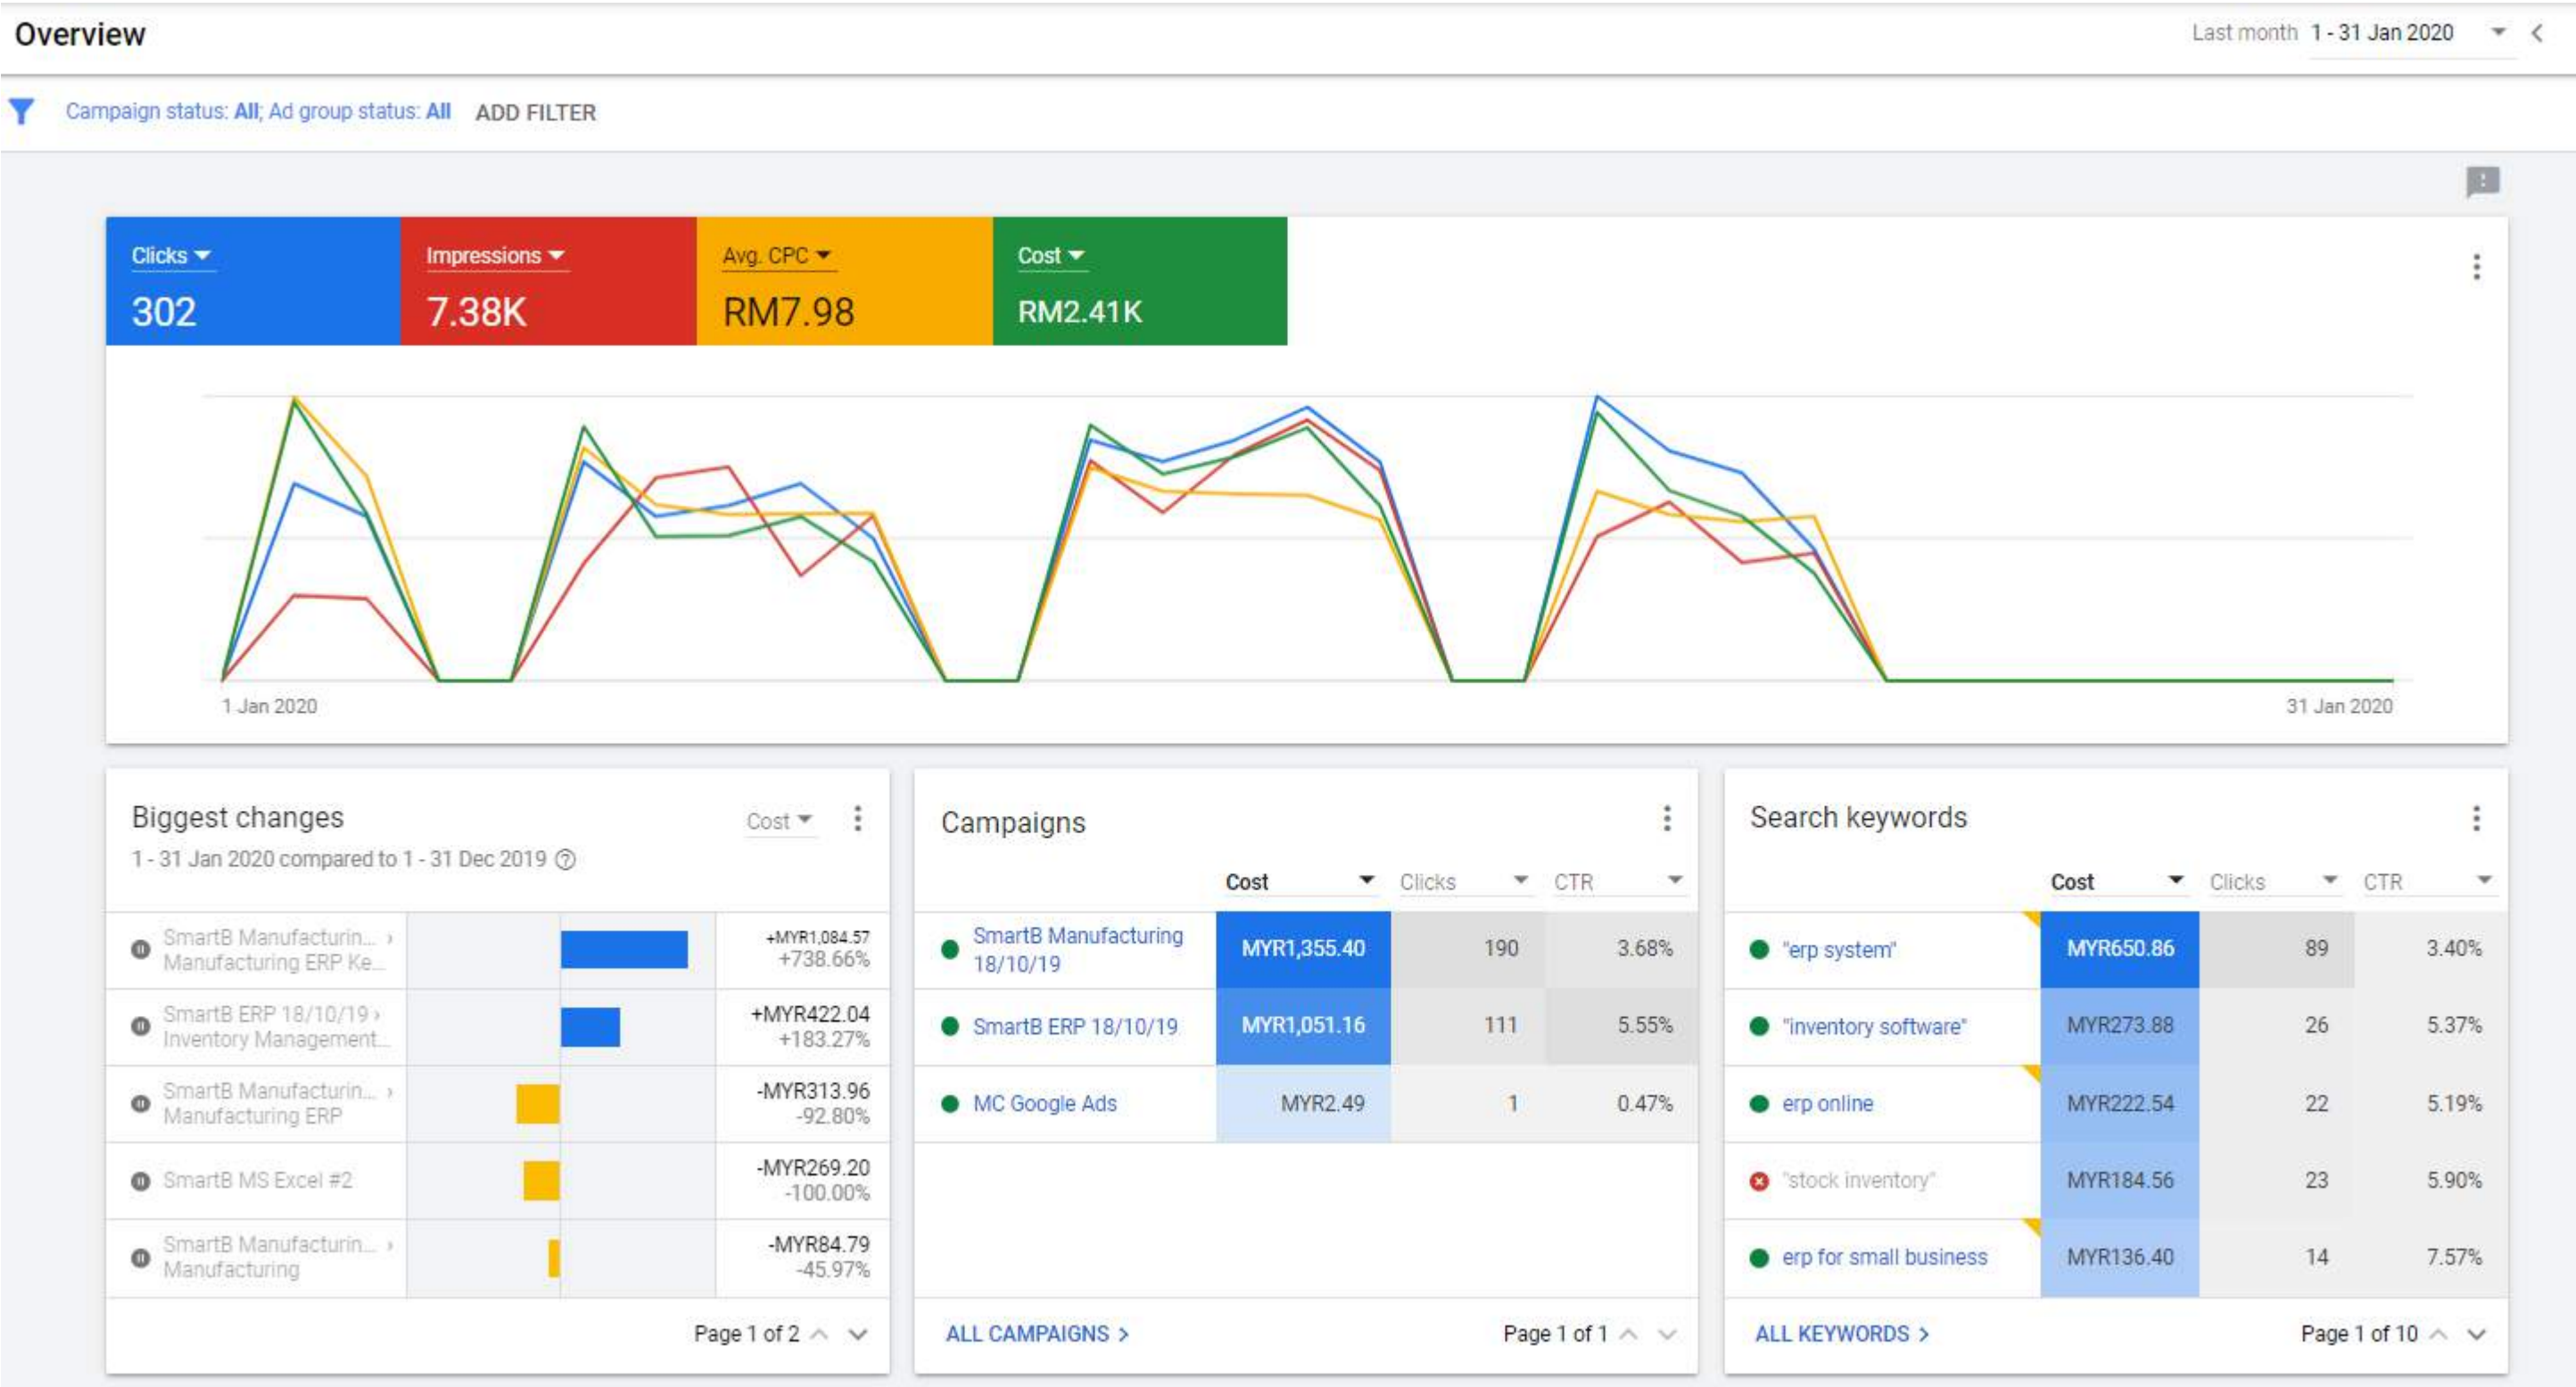 Overview
Last month 1 - 31 Jan 2020
Campaign status: All; Ad group status: All ADD FILTER
Clicks
302
Impressions
7.38K
Avg. CPC
RM7.98
Cost
RM2.41K
1 Jan 2020
31 Jan 2020
Biggest changes
Cost
1 - 31 Jan 2020 compared to 1 - 31 Dec 2019
SmartB Manufacturin... ›
Manufacturing ERP Ke...
+MYR1,084.57
+738.66%
SmartB ERP 18/10/19 ›
Inventory Management...
+MYR422.04
+183.27%
SmartB Manufacturin... ›
Manufacturing ERP
-MYR313.96
-92.80%
SmartB MS Excel #2
-MYR269.20
-100.00%
SmartB Manufacturin... ›
Manufacturing
-MYR84.79
-45.97%
Page 1 of 2
Campaigns
Cost Clicks CTR
SmartB Manufacturing
18/10/19
MYR1,355.40 190 3.68%
SmartB ERP 18/10/19 MYR1,051.16 111 5.55%
MC Google Ads MYR2.49 1 0.47%
ALL CAMPAIGNS >
Page 1 of 1
Search keywords
Cost Clicks CTR
"erp system" MYR650.86 89 3.40%
"inventory software" MYR273.88 26 5.37%
erp online MYR222.54 22 5.19%
"stock inventory" MYR184.56 23 5.90%
erp for small business MYR136.40 14 7.57%
ALL KEYWORDS >
Page 1 of 10